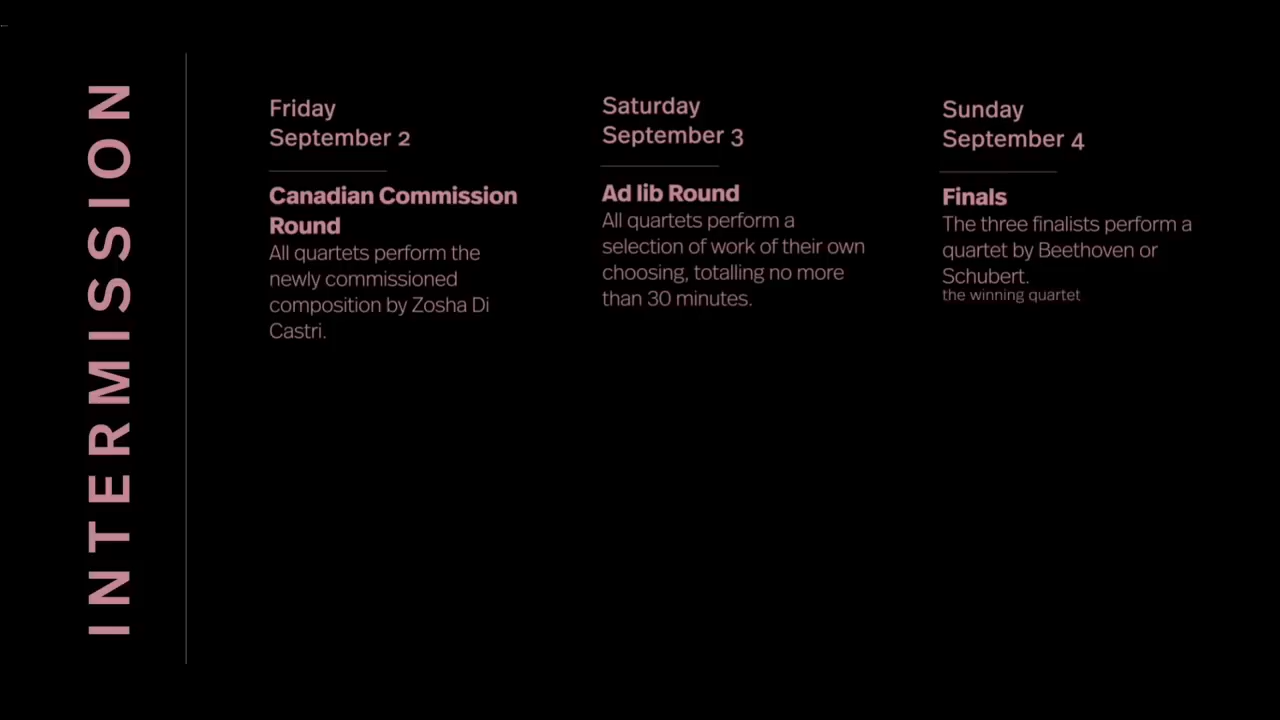 INTERMISSION
Friday
September 2
Canadian Commission
Round
All quartets perform the
newly commissioned
composition by Zosha Di
Castri.
Saturday
September 3
Ad lib Round
All quartets perform a
selection of work of their own
choosing, totalling no more
than 30 minutes.
Sunday
September 4
Finals
The three finalists perform a
quartet by Beethoven or
Schubert.
the winning quartet